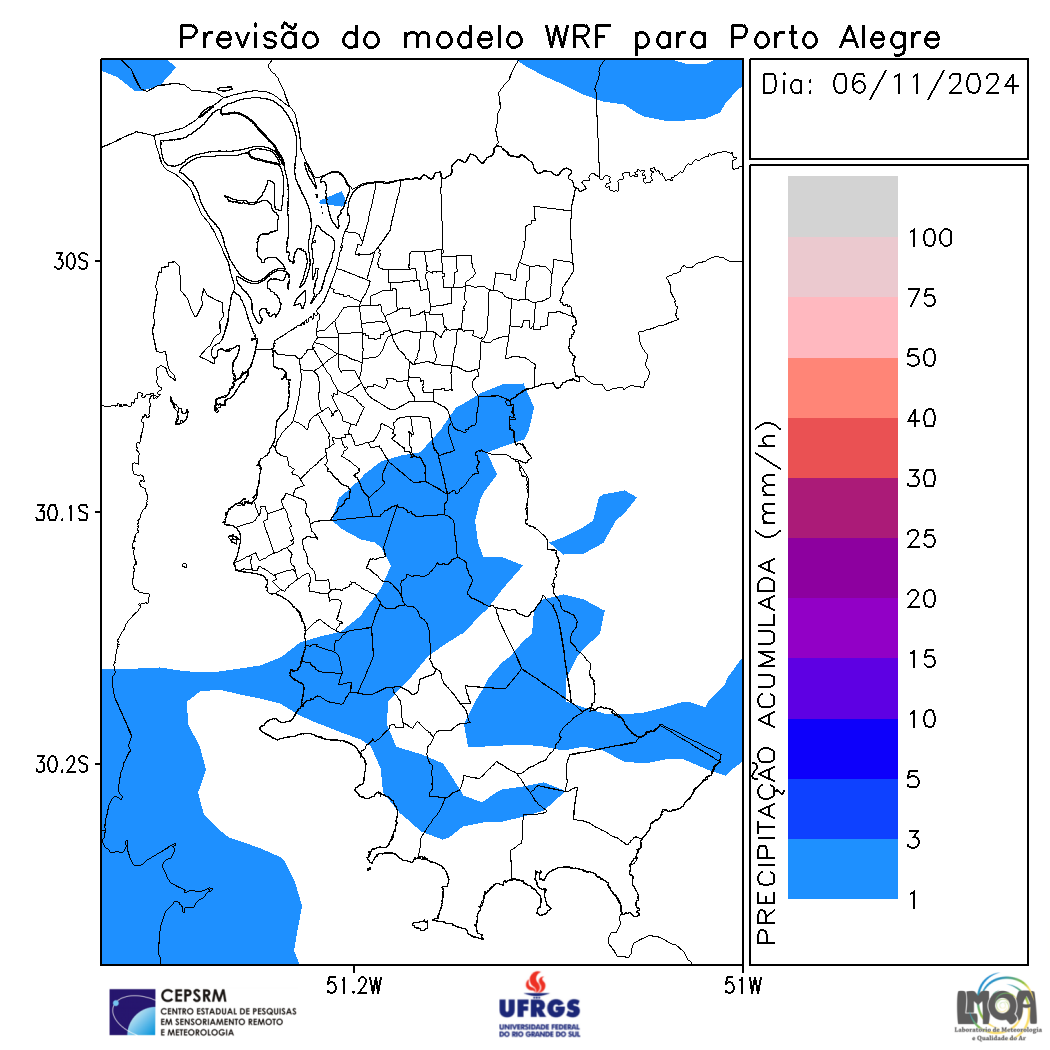 Previsão do modelo WRF para Porto Alegre
Dia: 06/11/2024
30S
30.1S
30.2S
51.2W
51W
PRECIPITAÇÃO ACUMULADA (mm/h)
100
75
50
40
30
25
20
15
10
5
3
1
CEPSRM
CENTRO ESTADUAL DE PESQUISAS
EM SENSORIAMENTO REMOTO
E METEOROLOGIA
UFRGS
UNIVERSIDADE FEDERAL
DO RIO GRANDE DO SUL
LMQA
Laboratório de Meteorologia
e Qualidade do Ar